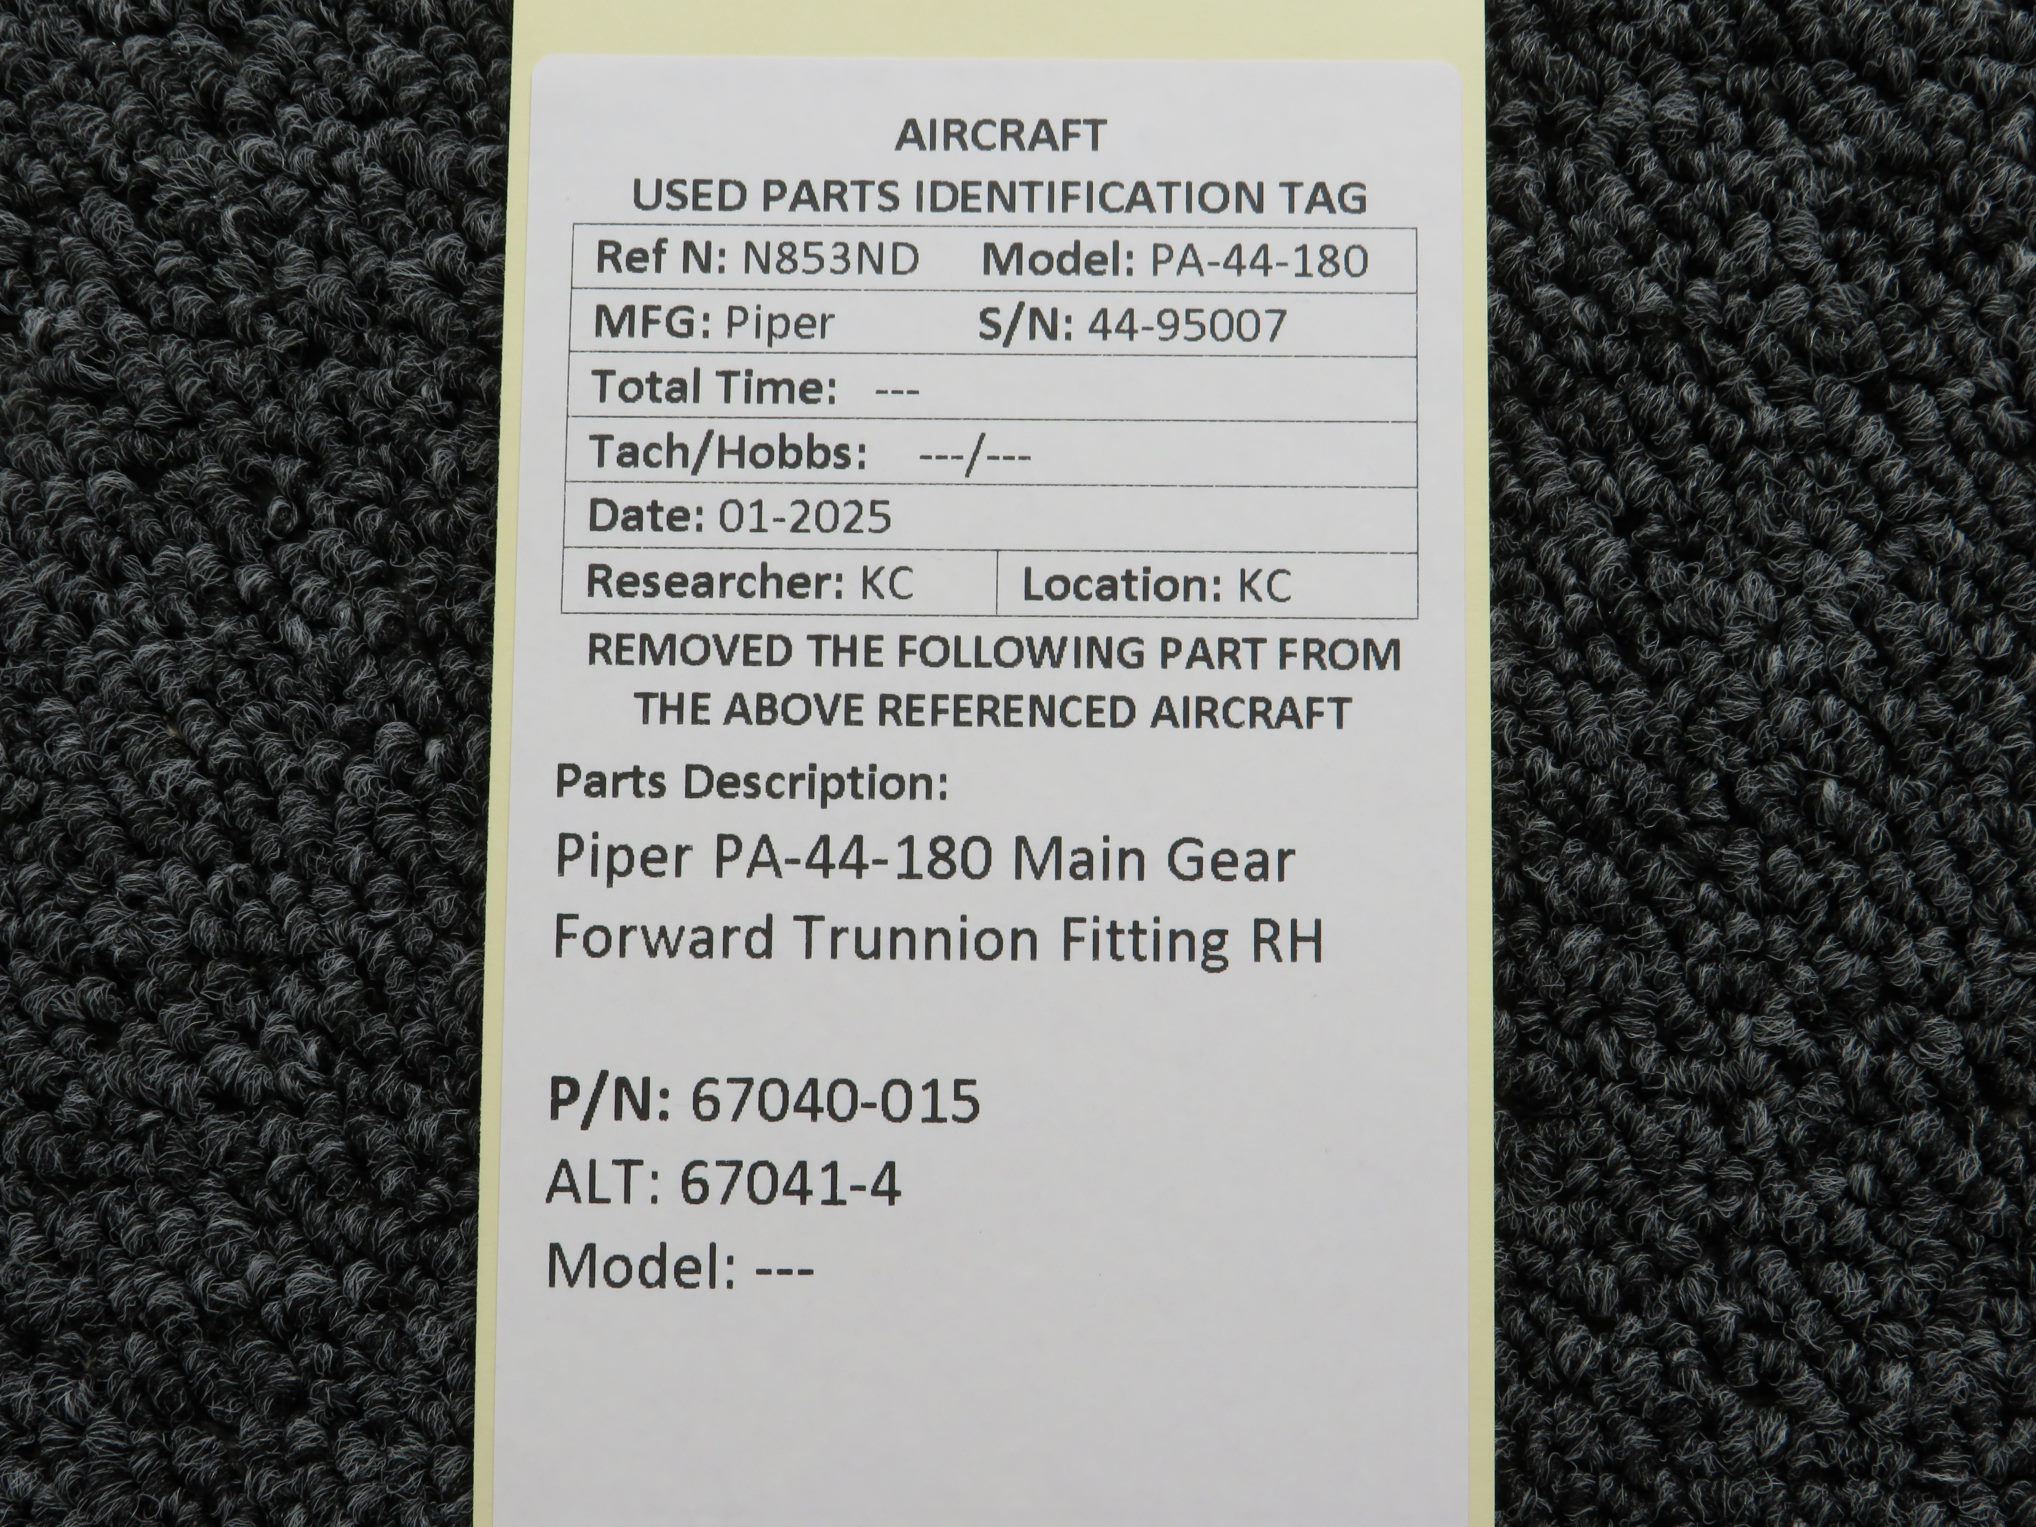 AIRCRAFT
USED PARTS IDENTIFICATION TAG
Ref N: N853ND Model: PA-44-180
MFG: Piper S/N: 44-95007
Total Time: ---
Tach/Hobbs: ---/---
Date: 01-2025
Researcher: KC Location: KC
REMOVED THE FOLLOWING PART FROM
THE ABOVE REFERENCED AIRCRAFT
Parts Description:
Piper PA-44-180 Main Gear
Forward Trunnion Fitting RH
P/N: 67040-015
ALT: 67041-4
Model: ---